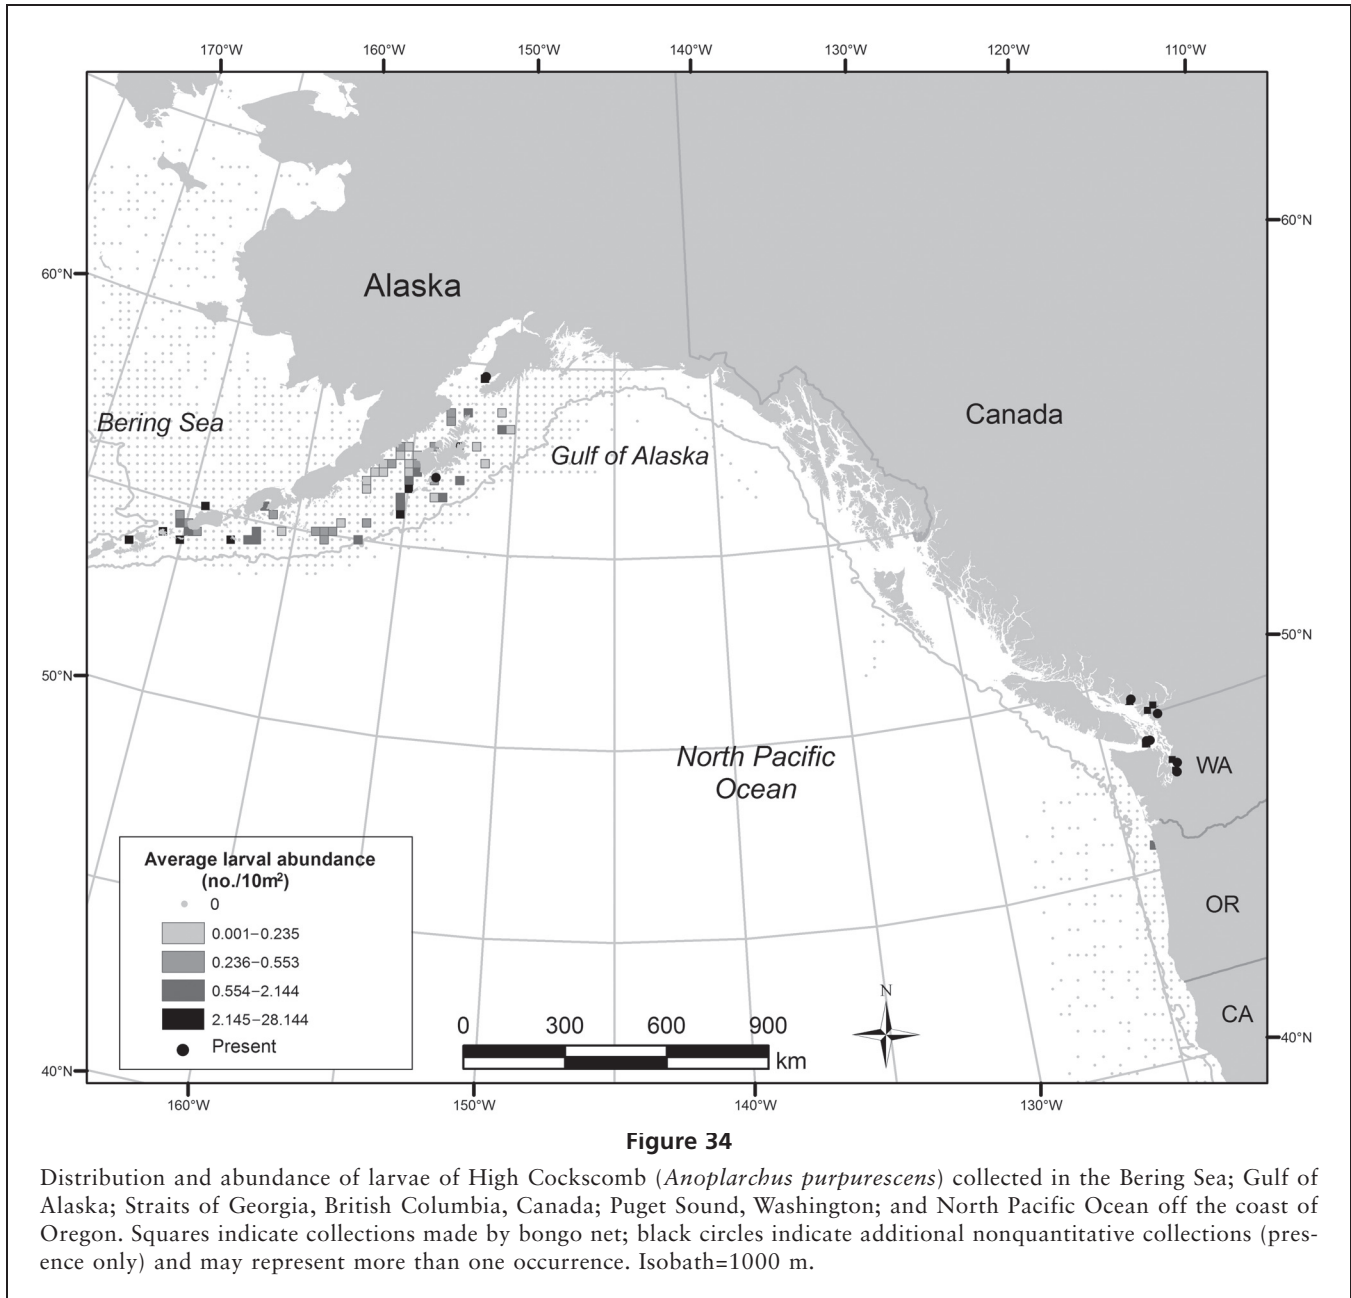 170°W 160°W 150°W 140°W 130°W 120°W 110°W
60°N
60°N
Alaska
Canada
Bering Sea
Gulf of Alaska
50°N
50°N
North Pacific
Ocean
WA
OR
CA
Average larval abundance
(no./10m²)
0
0.001–0.235
0.236–0.553
0.554–2.144
2.145–28.144
Present
N
0 300 600 900
km
40°N
40°N
160°W 150°W 140°W 130°W
Figure 34
Distribution and abundance of larvae of High Cockscomb (Anoplarchus purpurescens) collected in the Bering Sea; Gulf of
Alaska; Straits of Georgia, British Columbia, Canada; Puget Sound, Washington; and North Pacific Ocean off the coast of
Oregon. Squares indicate collections made by bongo net; black circles indicate additional nonquantitative collections (pres-
ence only) and may represent more than one occurrence. Isobath=1000 m.